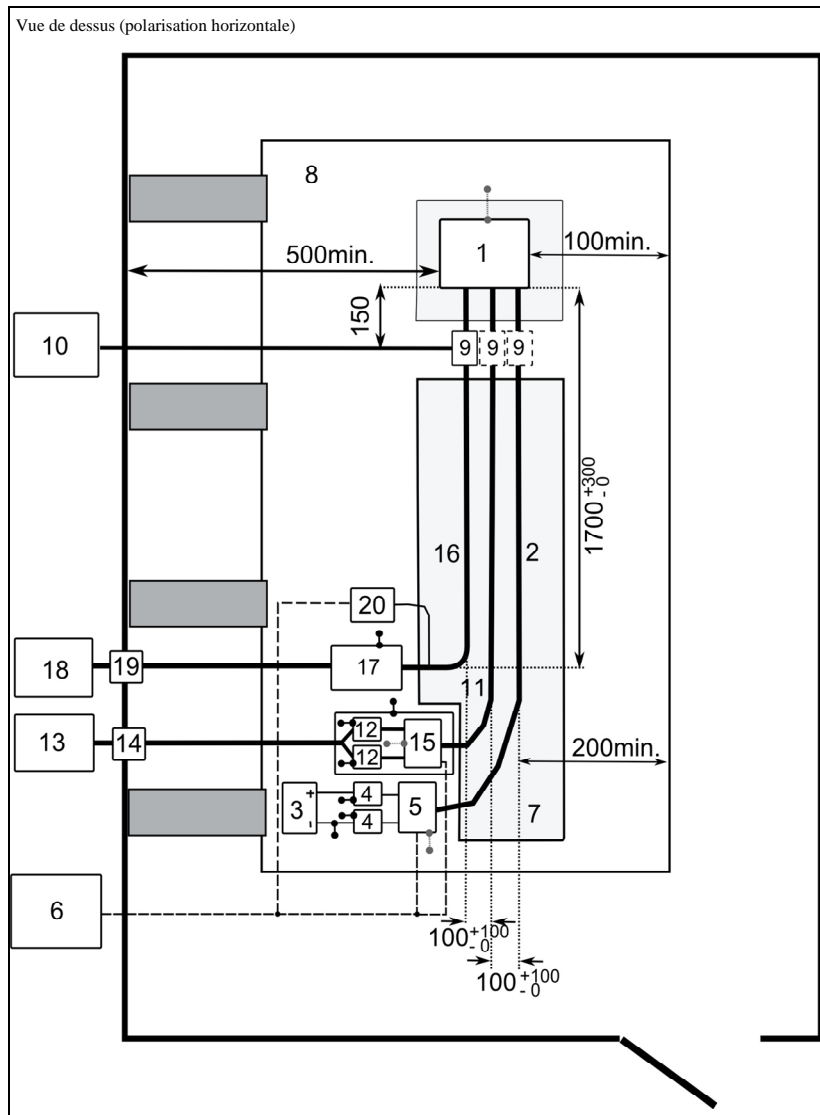 Vue de dessus (polarisation horizontale)
8
500min.
1
100min.
150
10
9 9 9
1700 +300 -0
16 2
20
18 19 17
11
13 14 12 15
12
200min.
3 + - 4 5
4
7
6
100 +100 -0
100 +100 -0